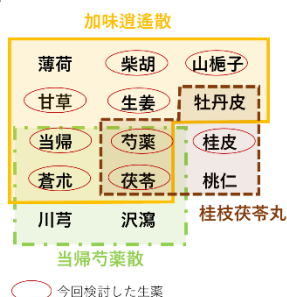 加味逍遙散
薄荷 柴胡 山梔子
甘草 生姜 牡丹皮
当帰 芍薬 桂皮
蒼朮 茯苓 桃仁
川芎 沢瀉 桂枝茯苓丸
当帰芍薬散
今回検討した生薬